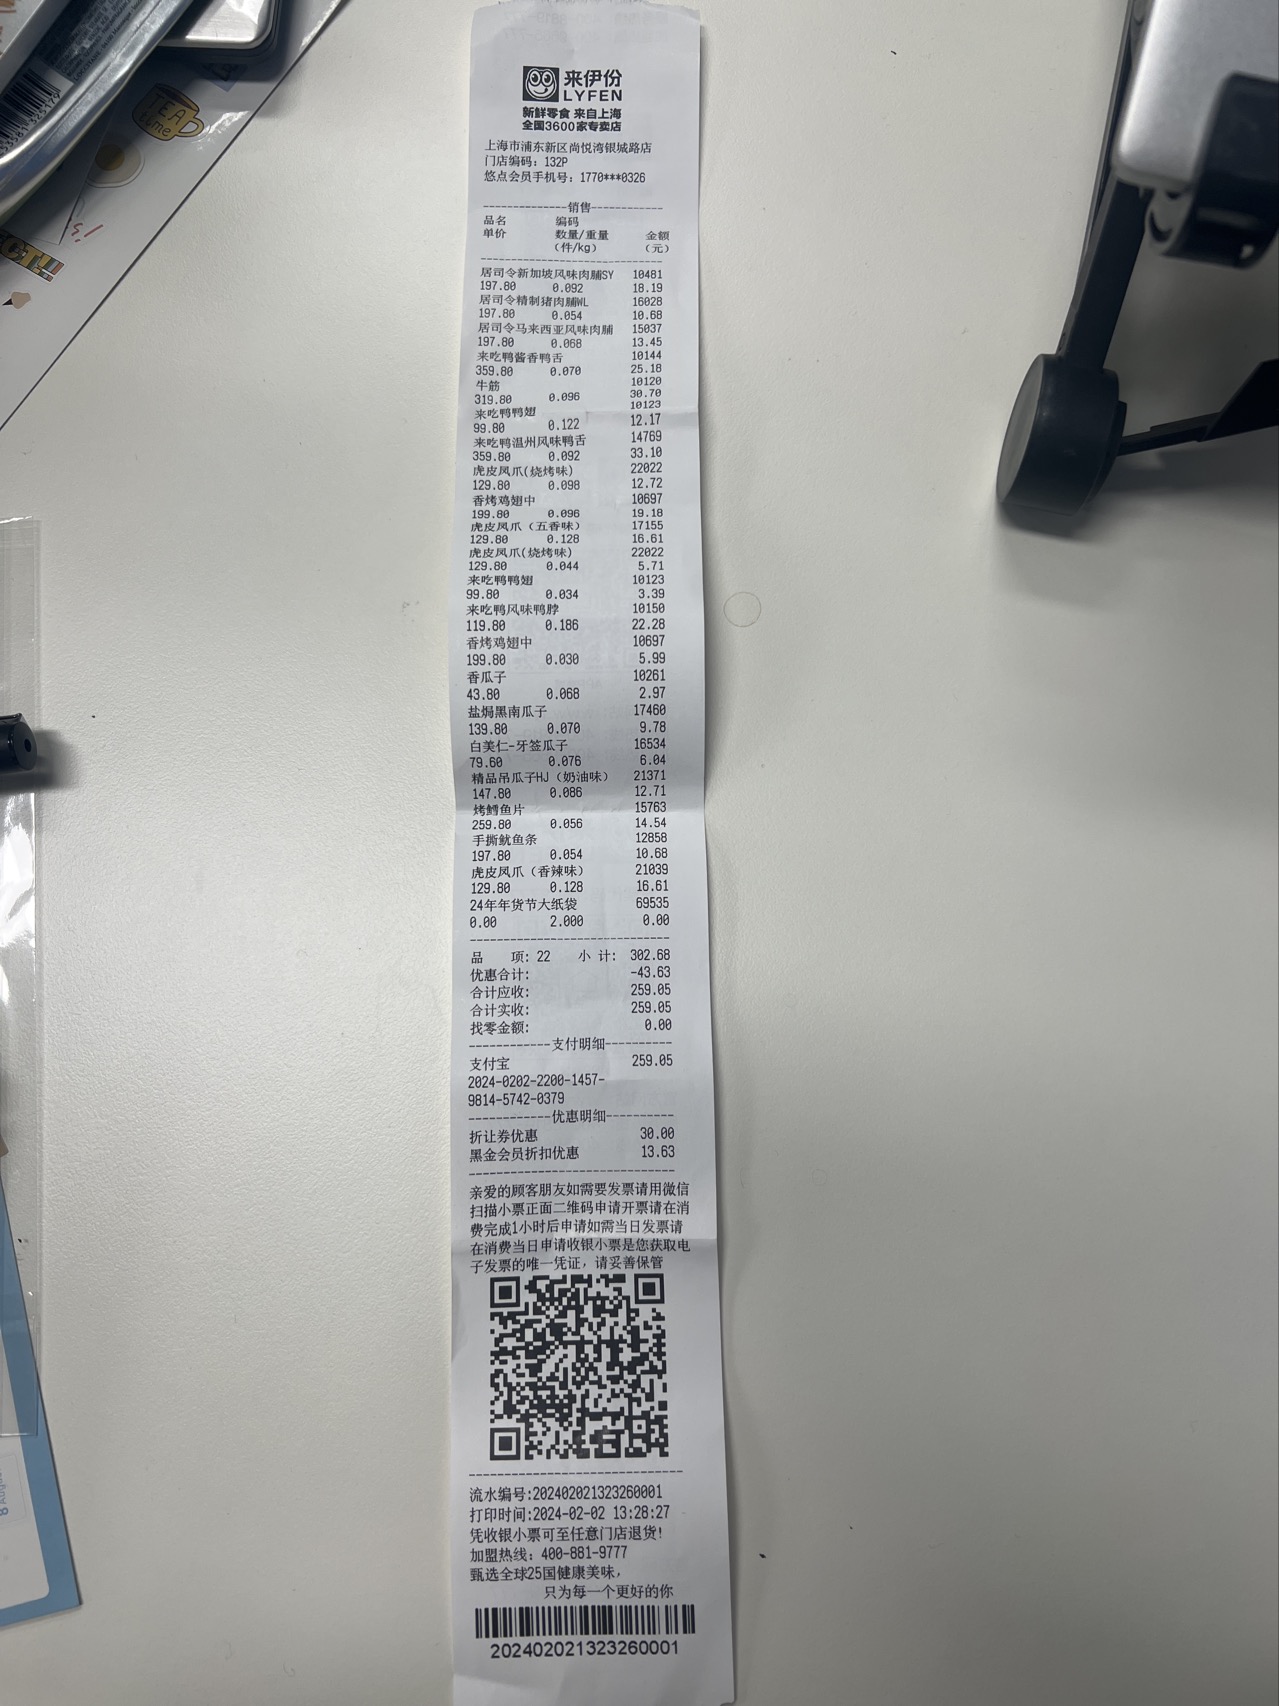 TEA
time
来伊份
LYFEN
新鲜零食 来自上海
全国3600家专卖店
上海市浦东新区尚悦湾银城路店
门店编码：132P
悠点会员手机号：1770***0326
--------------销售------------
品名 编码
单价 数量/重量 金额
（件/kg） （元）
------------------------------
居司令新加坡风味肉脯SY 10481
197.80 0.092 18.19
居司令精制猪肉脯WL 16028
197.80 0.054 10.68
居司令马来西亚风味肉脯 15037
197.80 0.068 13.45
来吃鸭酱香鸭舌 10144
359.80 0.070 25.18
牛筋 10120
319.80 0.096 30.70
来吃鸭鸭翅 10123
99.80 0.122 12.17
来吃鸭温州风味鸭舌 14769
359.80 0.092 33.10
虎皮凤爪(烧烤味) 22022
129.80 0.098 12.72
香烤鸡翅中 10697
199.80 0.096 19.18
虎皮凤爪（五香味） 17155
129.80 0.128 16.61
虎皮凤爪(烧烤味) 22022
129.80 0.044 5.71
来吃鸭鸭翅 10123
99.80 0.034 3.39
来吃鸭风味鸭脖 10150
119.80 0.186 22.28
香烤鸡翅中 10697
199.80 0.030 5.99
香瓜子 10261
43.80 0.068 2.97
盐焗黑南瓜子 17460
139.80 0.070 9.78
白美仁-牙签瓜子 16534
79.60 0.076 6.04
精品吊瓜子HJ（奶油味） 21371
147.80 0.086 12.71
烤鳕鱼片 15763
259.80 0.056 14.54
手撕鱿鱼条 12858
197.80 0.054 10.68
虎皮凤爪（香辣味） 21039
129.80 0.128 16.61
24年年货节大纸袋 69535
0.00 2.000 0.00
------------------------------
品 项: 22 小 计: 302.68
优惠合计: -43.63
合计应收: 259.05
合计实收: 259.05
找零金额: 0.00
------------支付明细----------
支付宝 259.05
2024-0202-2200-1457-
9814-5742-0379
------------优惠明细----------
折让券优惠 30.00
黑金会员折扣优惠 13.63
------------------------------
亲爱的顾客朋友如需要发票请用微信
扫描小票正面二维码申请开票请在消
费完成1小时后申请如需当日发票请
在消费当日申请收银小票是您获取电
子发票的唯一凭证，请妥善保管
------------------------------
流水编号:202402021323260001
打印时间:2024-02-02 13:28:27
凭收银小票可至任意门店退货!
加盟热线：400-881-9777
甄选全球25国健康美味，
只为每一个更好的你
202402021323260001